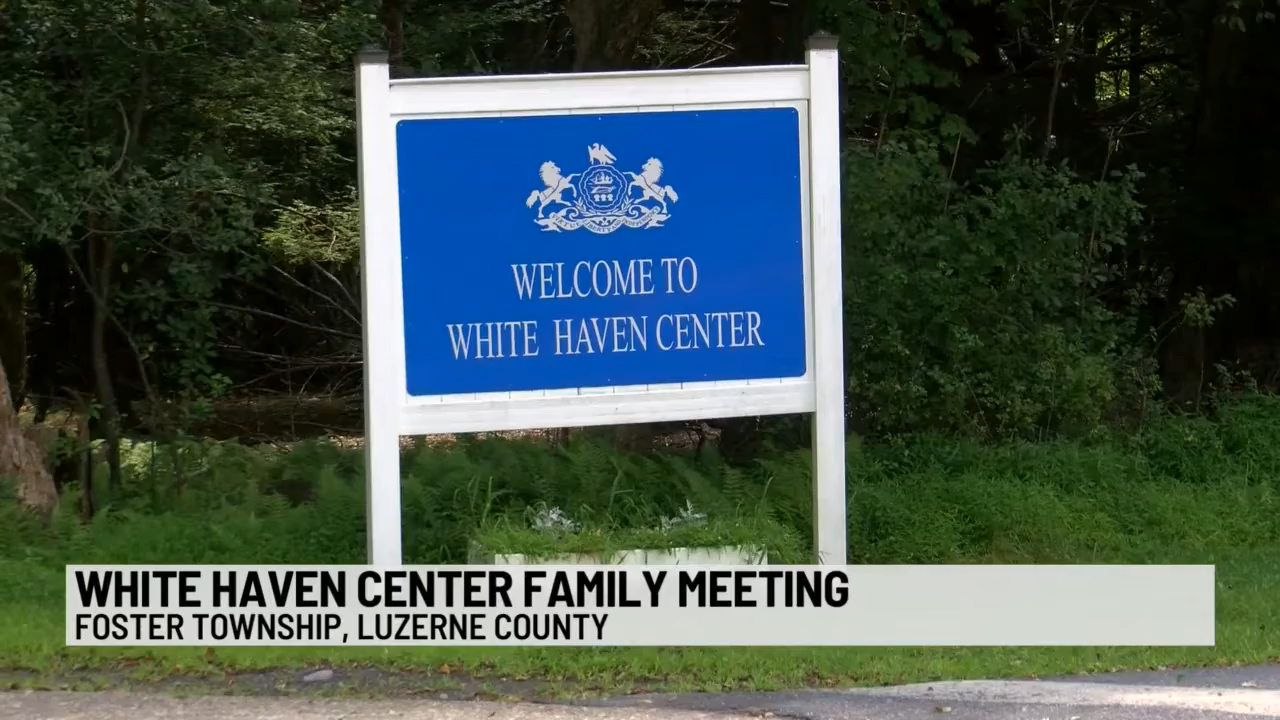 WELCOME TO
WHITE HAVEN CENTER
WHITE HAVEN CENTER FAMILY MEETING
FOSTER TOWNSHIP, LUZERNE COUNTY